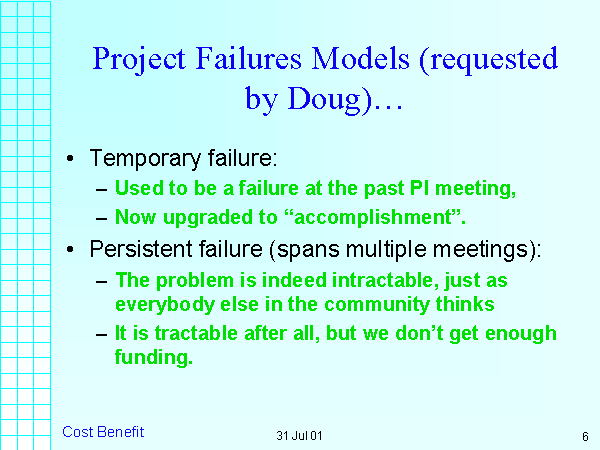 Project Failures Models (requested
by Doug)…
• Temporary failure:
– Used to be a failure at the past PI meeting,
– Now upgraded to “accomplishment”.
• Persistent failure (spans multiple meetings):
– The problem is indeed intractable, just as
everybody else in the community thinks
– It is tractable after all, but we don’t get enough
funding.
Cost Benefit
31 Jul 01
6